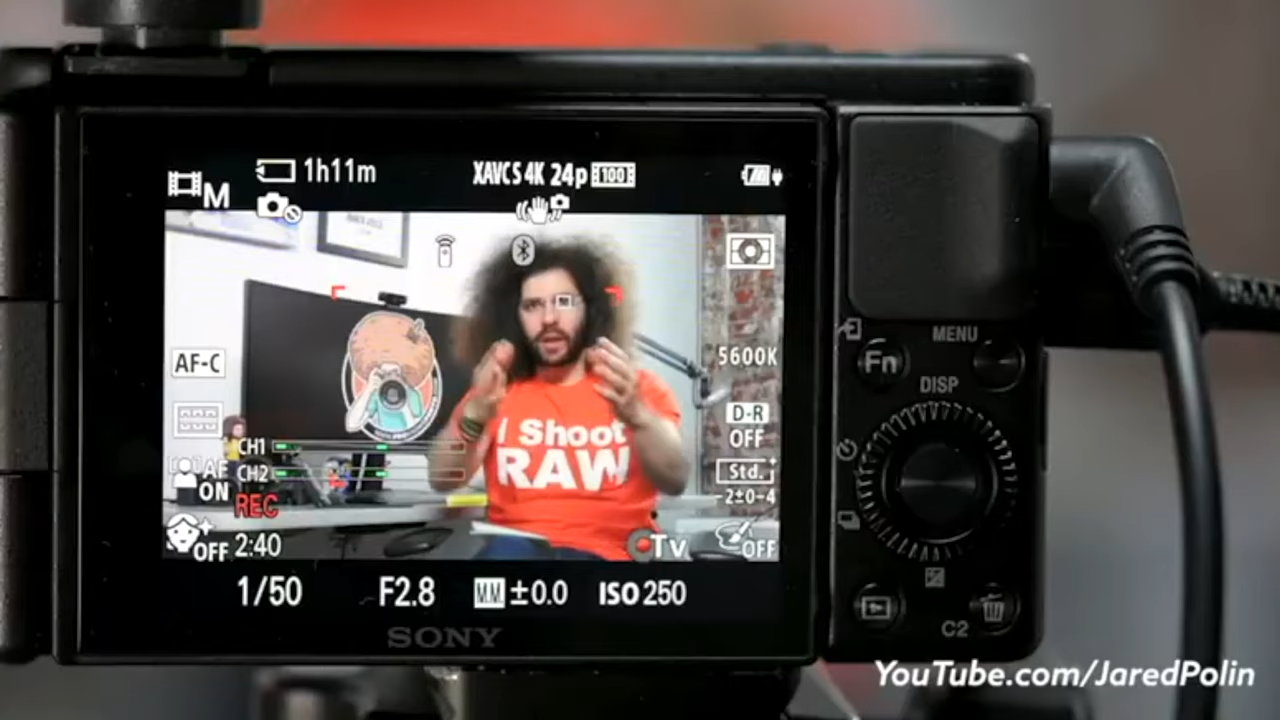 1h11m XAVC S 4K 24p 100
M
AF-C
5600K
D-R
OFF
CH1
CH2
AF
ON
REC
Std.
-2±0-4
OFF 2:40
Tv
OFF
I Shoot
RAW
1/50 F2.8 M.M ±0.0 ISO 250
SONY
Fn
MENU
DISP
C2
YouTube.com/JaredPolin